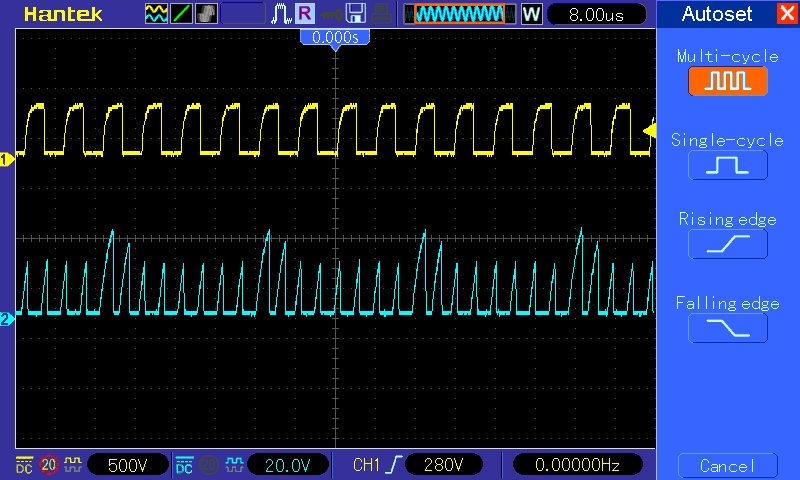 Hantek R W 8.00us Autoset
0.000s
Multi-cycle
Single-cycle
1
Rising edge
Falling edge
2
DC 20 500V DC 20 20.0V CH1 280V 0.00000Hz Cancel